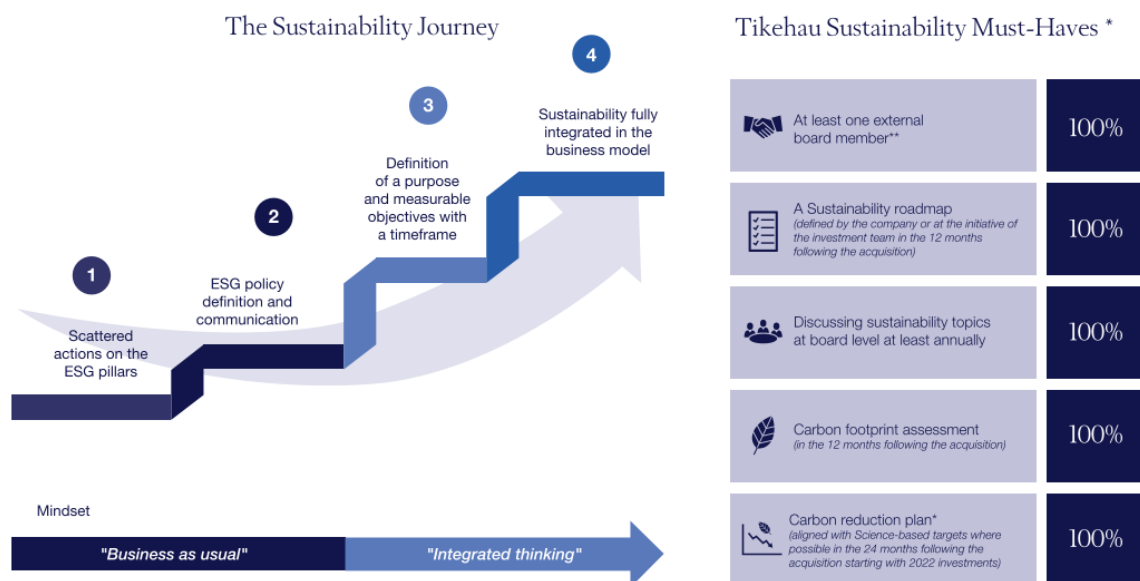 The Sustainability Journey
4
3
Sustainability fully
integrated in the
business model
Definition
of a purpose
and measurable
objectives with
a timeframe
2
1
ESG policy
definition and
communication
Scattered
actions on the
ESG pillars
Mindset
"Business as usual"
"Integrated thinking"
Tikehau Sustainability Must-Haves *
At least one external
board member**
100%
A Sustainability roadmap
(defined by the company or at the initiative of
the investment team in the 12 months
following the acquisition)
100%
Discussing sustainability topics
at board level at least annually
100%
Carbon footprint assessment
(in the 12 months following the acquisition)
100%
Carbon reduction plan*
(aligned with Science-based targets where
possible in the 24 months following the
acquisition starting with 2022 investments)
100%